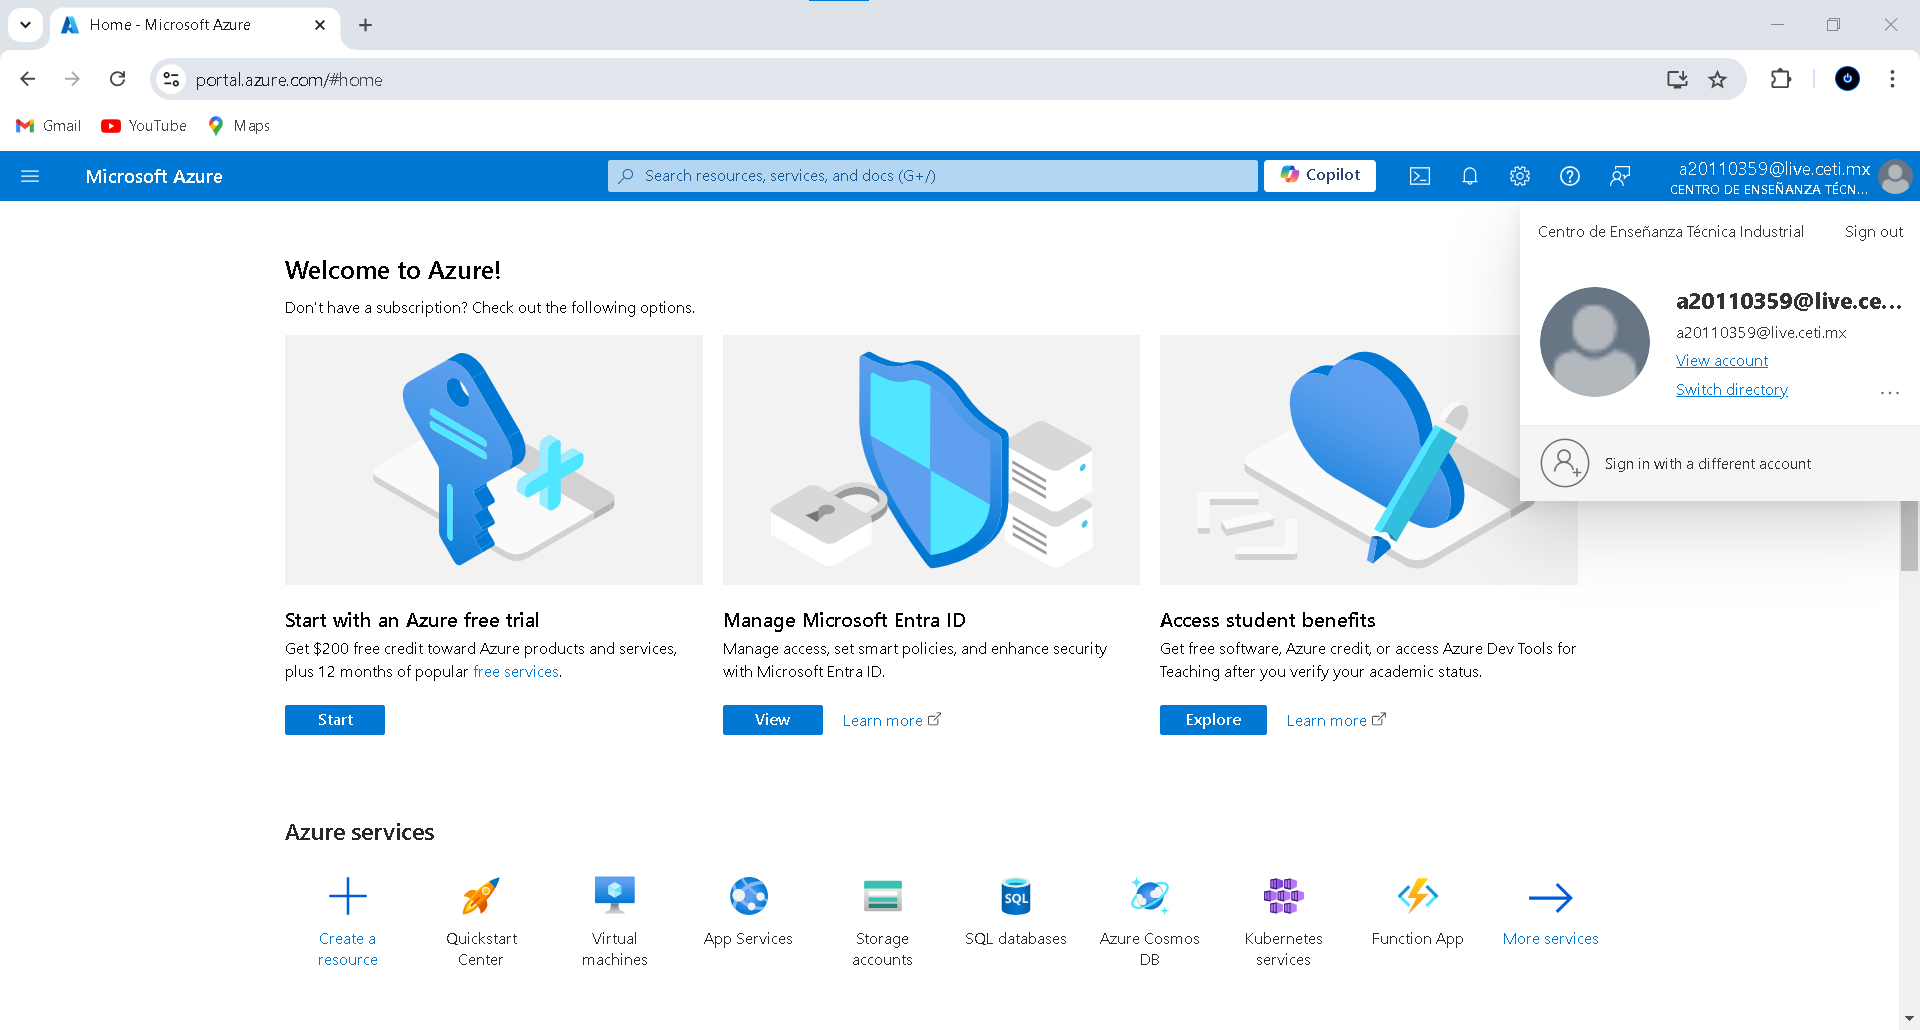 Home - Microsoft Azure
portal.azure.com/#home
Gmail
YouTube
Maps
Microsoft Azure
Search resources, services, and docs (G+/)
Copilot
a20110359@live.ceti.mx
CENTRO DE ENSEÑANZA TÉCN...
Centro de Enseñanza Técnica Industrial
Sign out
a20110359@live.ce...
a20110359@live.ceti.mx
View account
Switch directory
...
Sign in with a different account
Welcome to Azure!
Don't have a subscription? Check out the following options.
Start with an Azure free trial
Get $200 free credit toward Azure products and services,
plus 12 months of popular free services.
Start
Manage Microsoft Entra ID
Manage access, set smart policies, and enhance security
with Microsoft Entra ID.
View
Learn more
Access student benefits
Get free software, Azure credit, or access Azure Dev Tools for
Teaching after you verify your academic status.
Explore
Learn more
Azure services
Create a
resource
Quickstart
Center
Virtual
machines
App Services
Storage
accounts
SQL
SQL databases
Azure Cosmos
DB
Kubernetes
services
Function App
More services